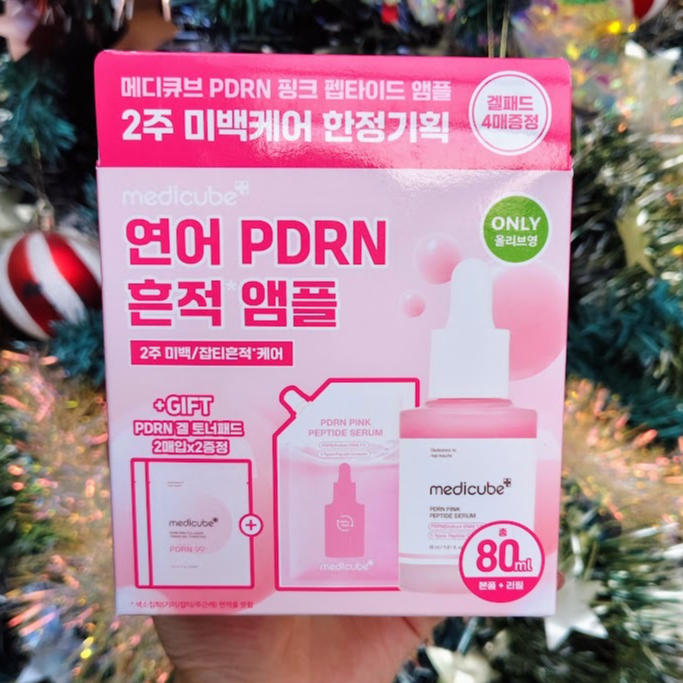 메디큐브 PDRN 핑크 펩타이드 앰플
2주 미백케어 한정기획
겔패드
4매증정
medicube
연어 PDRN
흔적* 앰플
ONLY
올리브영
2주 미백/잡티흔적*케어
+GIFT
PDRN 겔 토너패드
2매입x2증정
medicube
PDRN
+
PDRN PINK
PEPTIDE SERUM
medicube
medicube
PDRN PINK
PEPTIDE SERUM
총
80ml
본품 + 리필